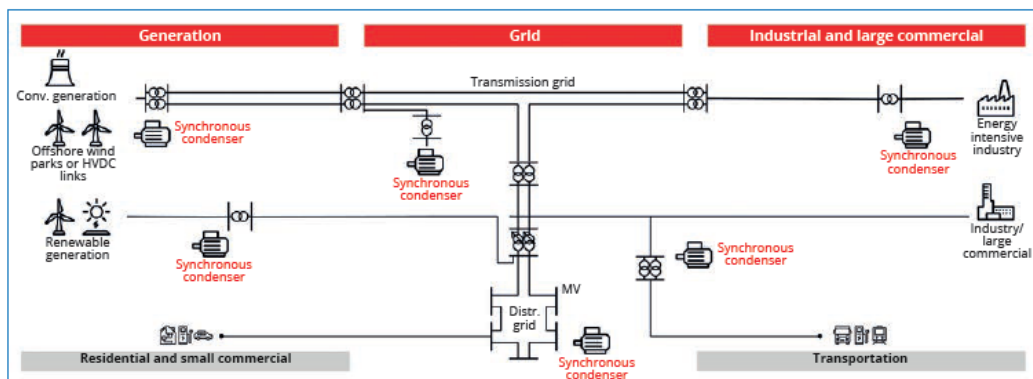 Generation
Grid
Industrial and large commercial
Transmission grid
Conv. generation
Synchronous
condenser
Offshore wind
parks or HVDC
links
Synchronous
condenser
Synchronous
condenser
Energy
intensive
industry
Renewable
generation
Synchronous
condenser
Synchronous
condenser
Industry/
large
commercial
MV
Distr.
grid
Synchronous
condenser
Residential and small commercial
Transportation